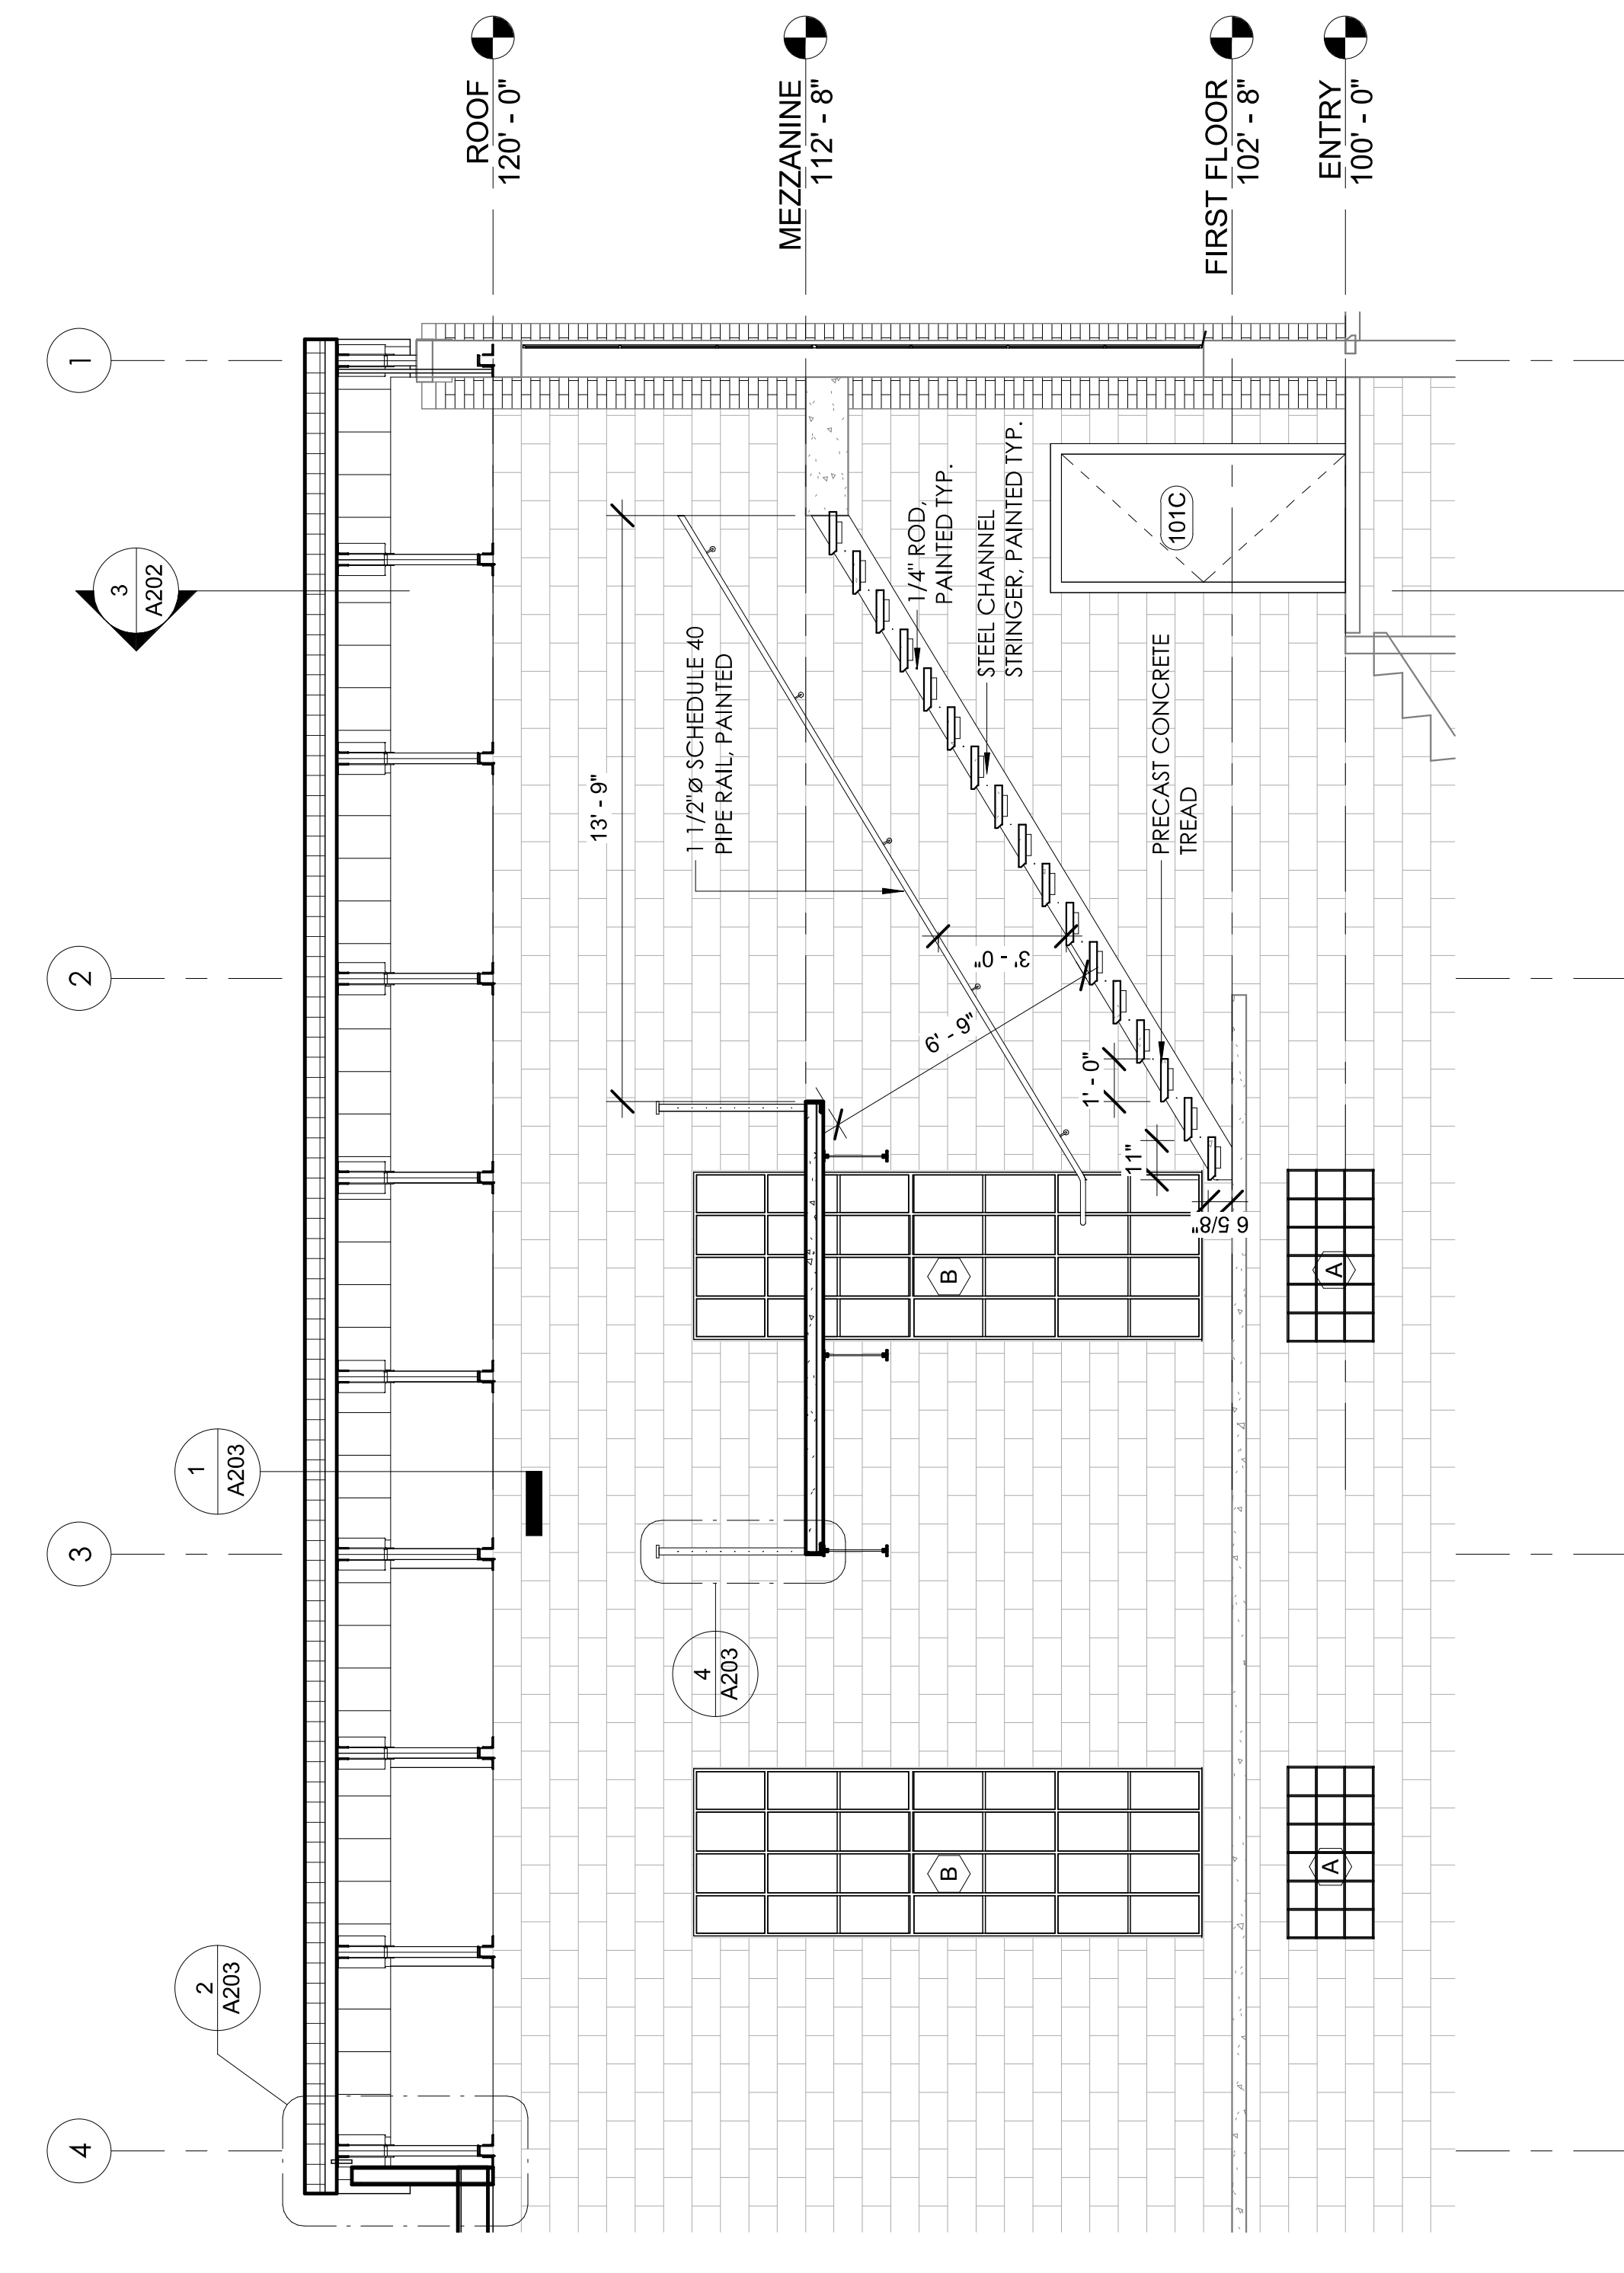 1
2
3
4
3
A202
1
A203
2
A203
4
A203
ROOF
120' - 0"
MEZZANINE
112' - 8"
FIRST FLOOR
102' - 8"
ENTRY
100' - 0"
13' - 9"
1 1/2"Ø SCHEDULE 40
PIPE RAIL, PAINTED
1/4" ROD,
PAINTED TYP.
STEEL CHANNEL
STRINGER, PAINTED TYP.
PRECAST CONCRETE
TREAD
101C
3' - 0"
6' - 9"
1' - 0"
11"
6 5/8"
B
A
B
A